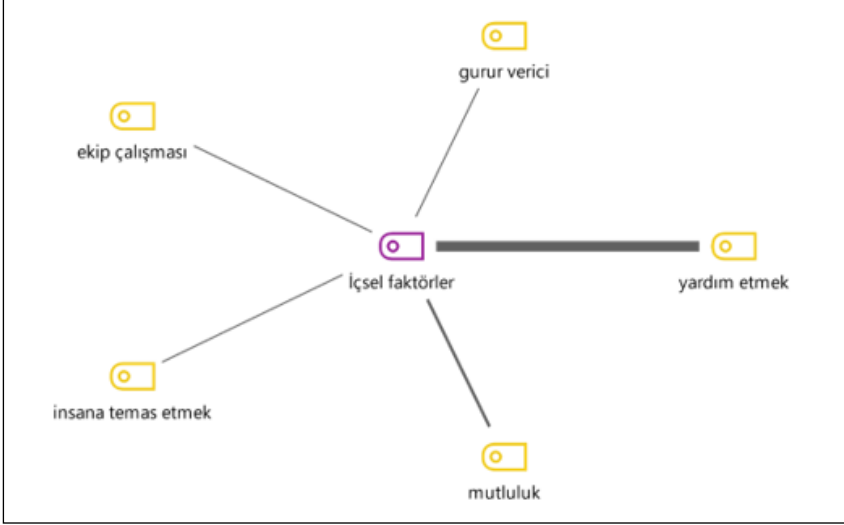 gurur verici
ekip çalışması
İçsel faktörler
yardım etmek
insana temas etmek
mutluluk